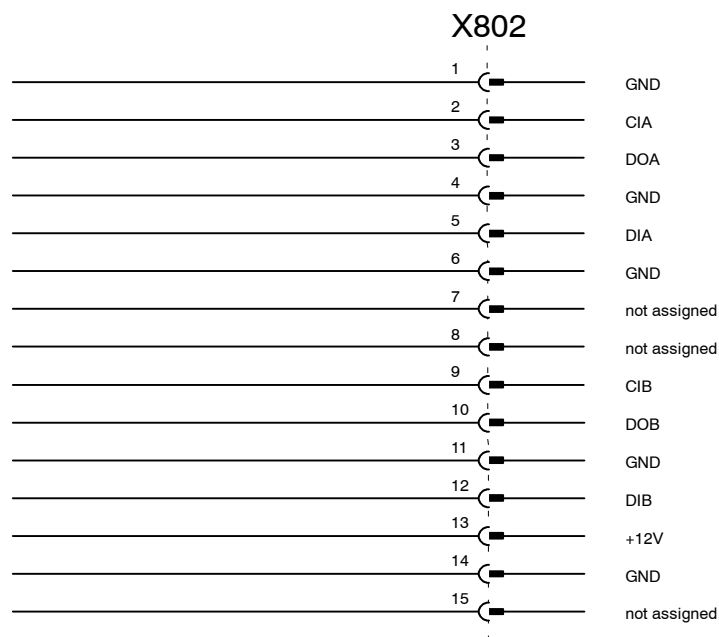 X802
1 GND
2 CIA
3 DOA
4 GND
5 DIA
6 GND
7 not assigned
8 not assigned
9 CIB
10 DOB
11 GND
12 DIB
13 +12V
14 GND
15 not assigned